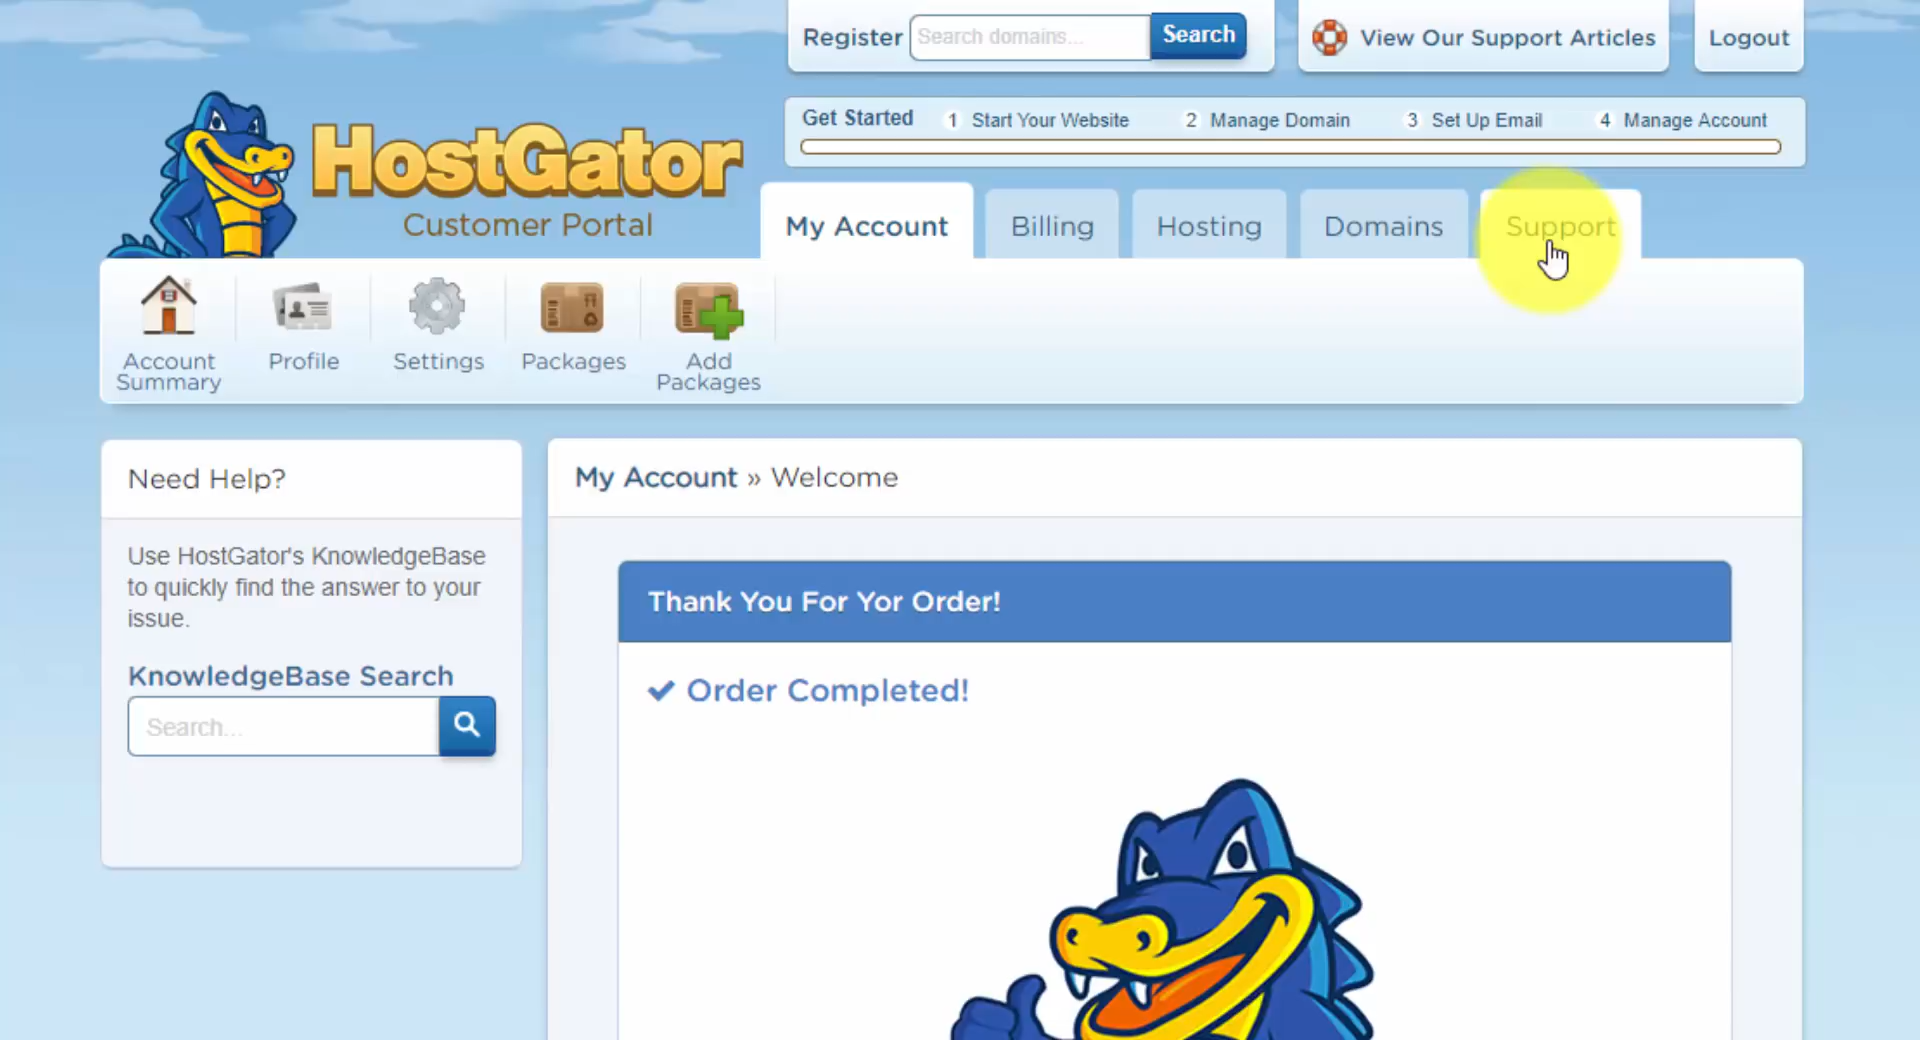 Register
Search domains...
Search
View Our Support Articles
Logout
Get Started
1 Start Your Website
2 Manage Domain
3 Set Up Email
4 Manage Account
HostGator
Customer Portal
My Account
Billing
Hosting
Domains
Support
Account
Summary
Profile
Settings
Packages
Add
Packages
Need Help?
Use HostGator's KnowledgeBase
to quickly find the answer to your
issue.
KnowledgeBase Search
Search...
My Account » Welcome
Thank You For Yor Order!
Order Completed!